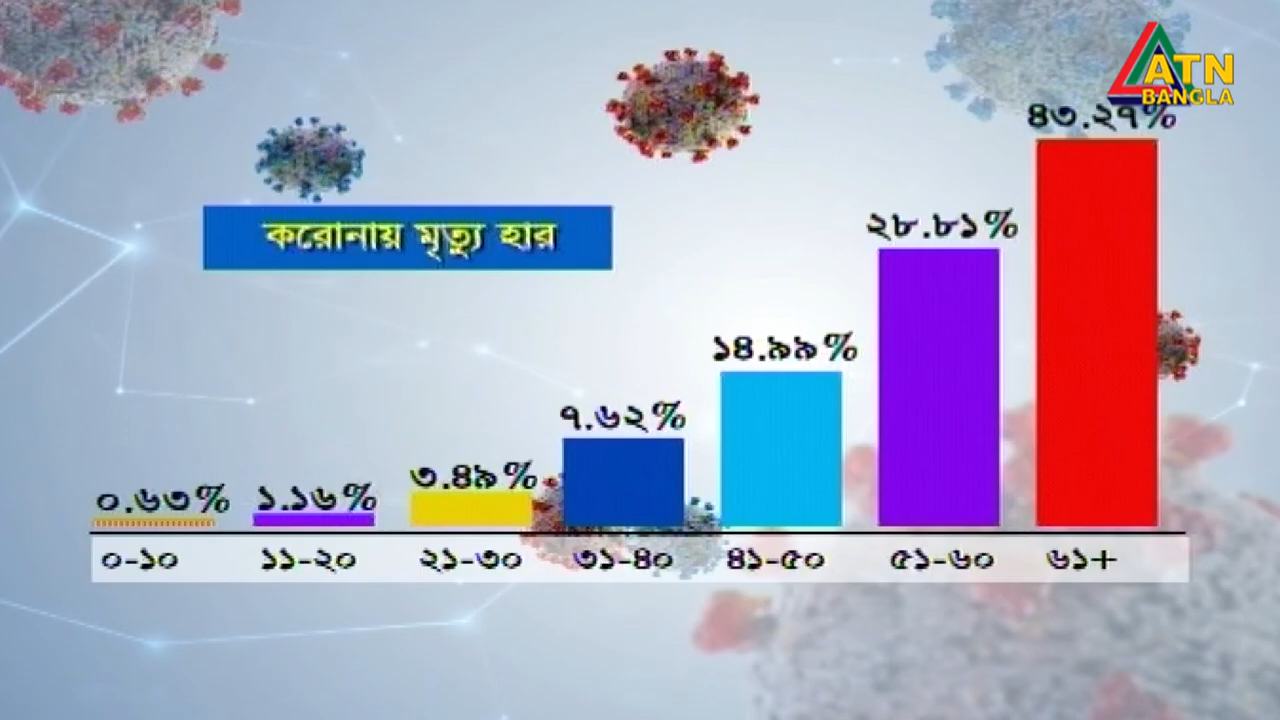 ATN
BANGLA
করোনায় মৃত্যু হার
০.৬৩% ১.১৬% ৩.৪৯% ৭.৬২% ১৪.৯৯% ২৮.৮১% ৪৩.২৭%
০-১০ ১১-২০ ২১-৩০ ৩১-৪০ ৪১-৫০ ৫১-৬০ ৬১+